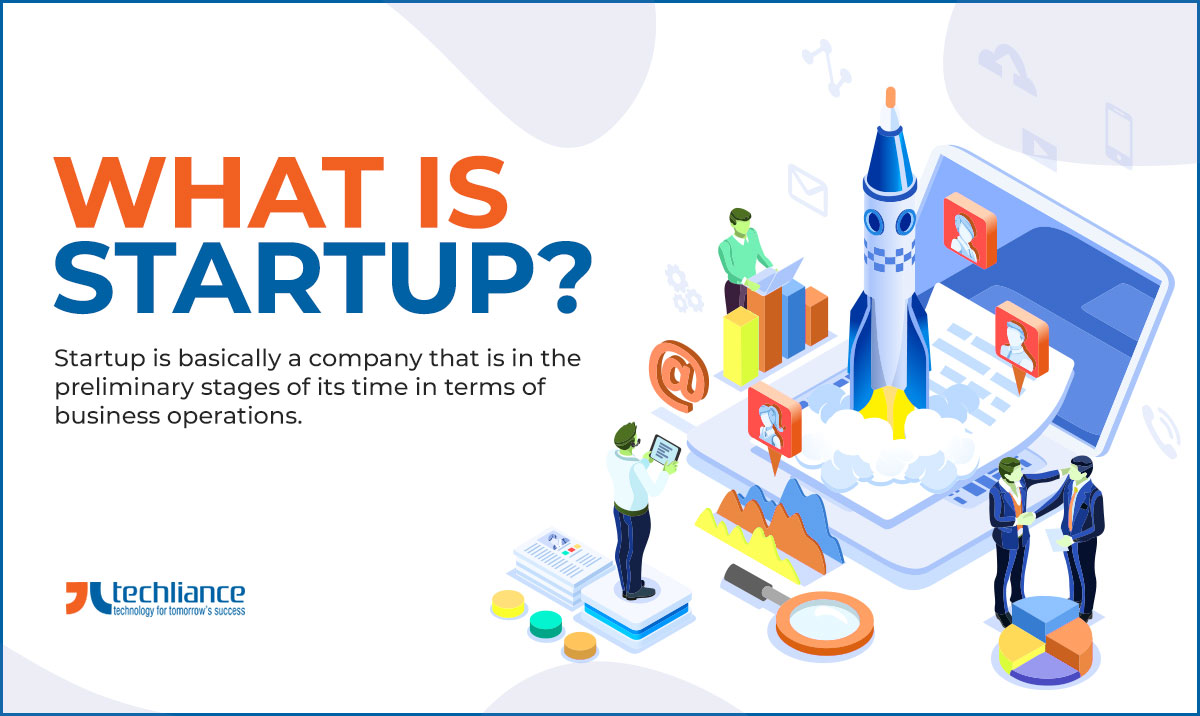 WHAT IS
STARTUP?
Startup is basically a company that is in the
preliminary stages of its time in terms of
business operations.
techliance
technology for tomorrow's success
@